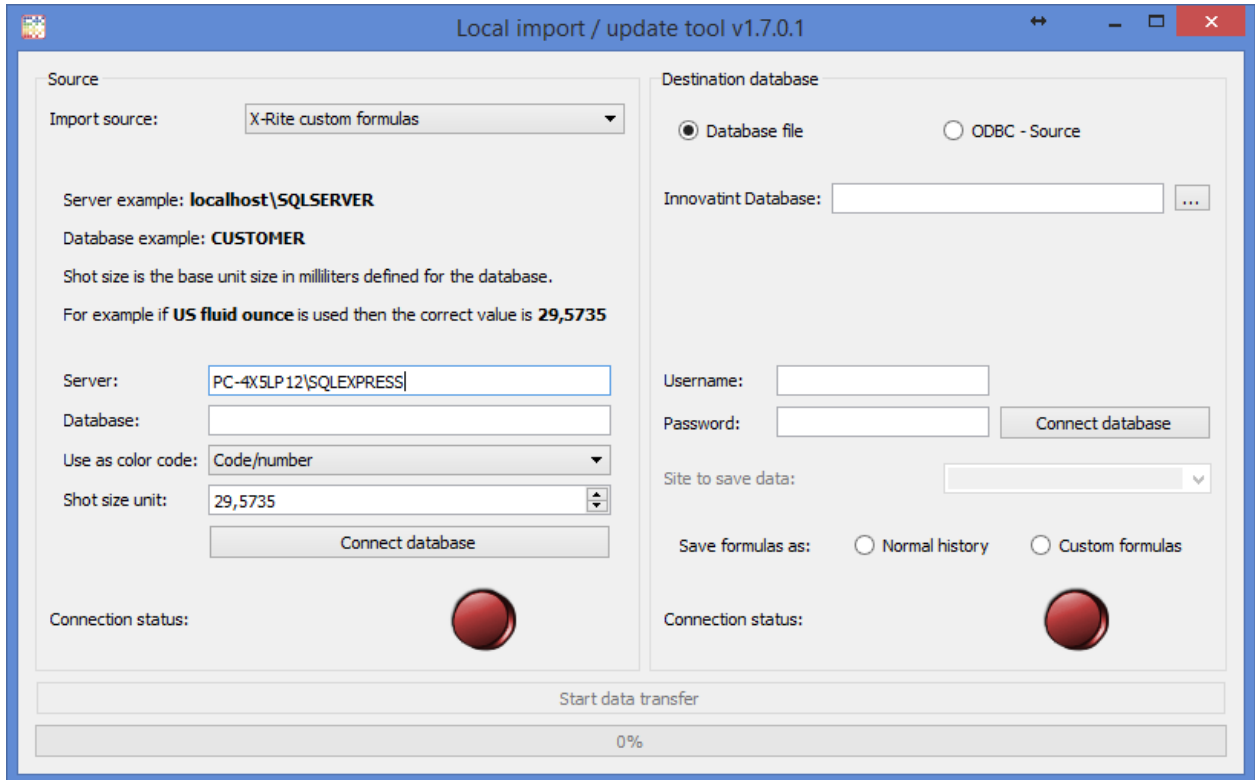 Local import / update tool v1.7.0.1
Source
Import source: X-Rite custom formulas
Server example: localhost\SQLSERVER
Database example: CUSTOMER
Shot size is the base unit size in milliliters defined for the database.
For example if US fluid ounce is used then the correct value is 29,5735
Server: PC-4X5LP12\SQLEXPRESS
Database:
Use as color code: Code/number
Shot size unit: 29,5735
Connect database
Connection status:
Destination database
Database file ODBC - Source
Innovatint Database: ...
Username:
Password: Connect database
Site to save data:
Save formulas as: Normal history Custom formulas
Connection status:
Start data transfer
0%